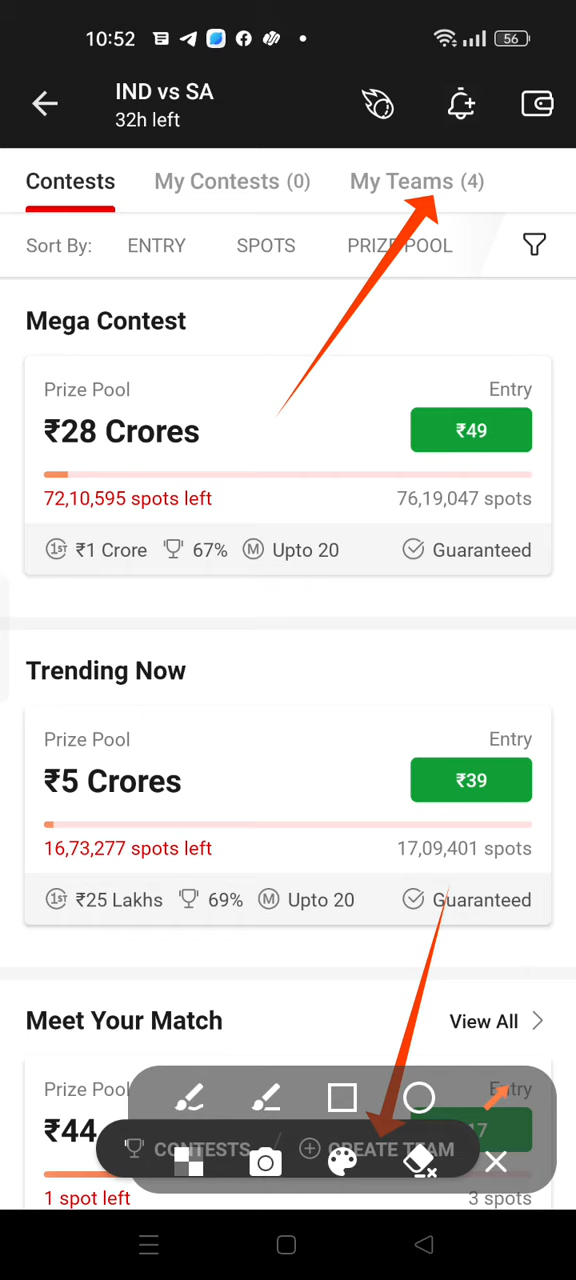 10:52
56
IND vs SA
32h left
Contests My Contests (0) My Teams (4)
Sort By: ENTRY SPOTS PRIZE POOL
Mega Contest
Prize Pool Entry
₹28 Crores ₹49
72,10,595 spots left 76,19,047 spots
1ST ₹1 Crore 67% M Upto 20 Guaranteed
Trending Now
Prize Pool Entry
₹5 Crores ₹39
16,73,277 spots left 17,09,401 spots
1ST ₹25 Lakhs 69% M Upto 20 Guaranteed
Meet Your Match View All
Prize Pool Entry
₹44 17
CONTESTS CREATE TEAM
1 spot left 3 spots